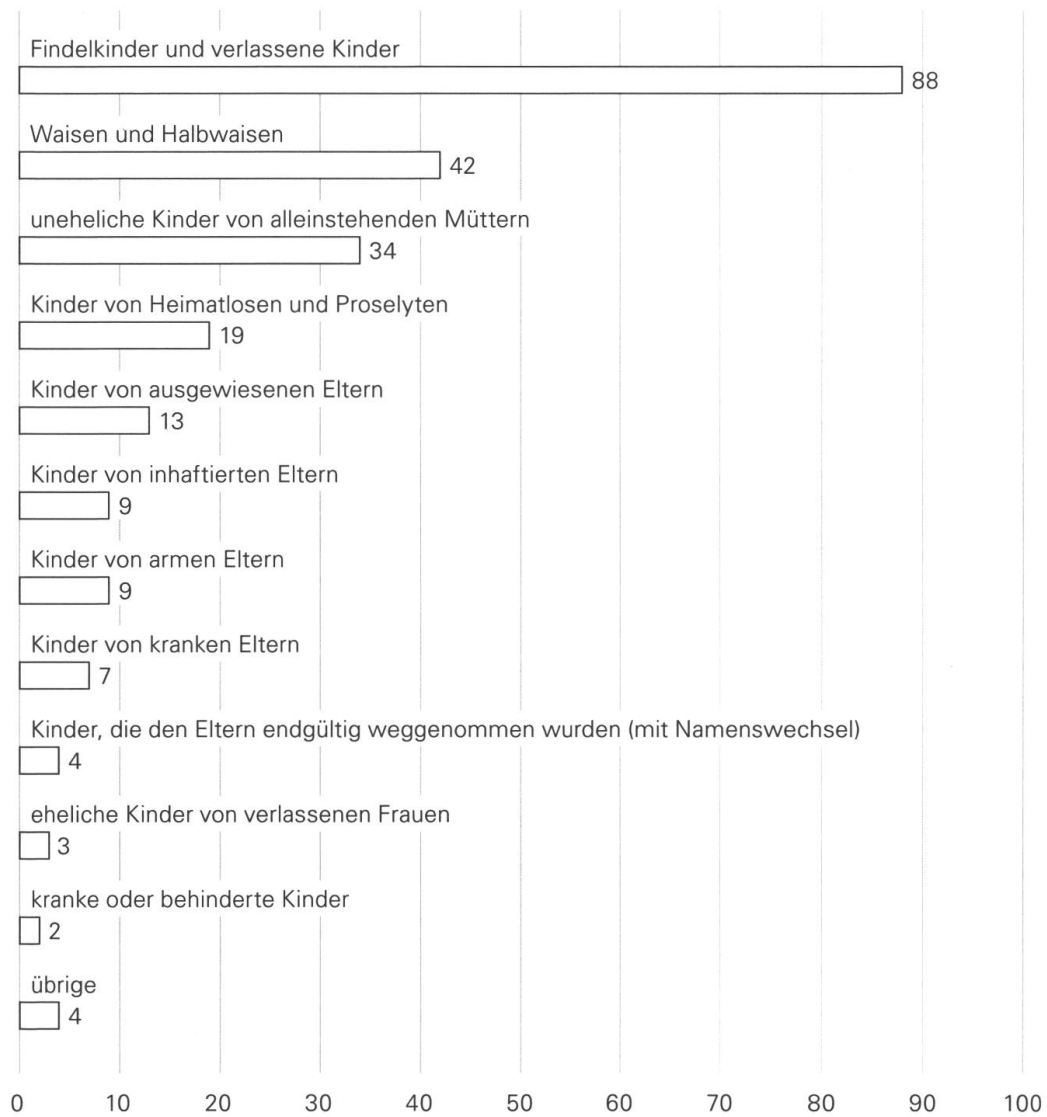 Findelkinder und verlassene Kinder
88
Waisen und Halbwaisen
42
uneheliche Kinder von alleinstehenden Müttern
34
Kinder von Heimatlosen und Proselyten
19
Kinder von ausgewiesenen Eltern
13
Kinder von inhaftierten Eltern
9
Kinder von armen Eltern
9
Kinder von kranken Eltern
7
Kinder, die den Eltern endgültig weggenommen wurden (mit Namenswechsel)
4
eheliche Kinder von verlassenen Frauen
3
kranke oder behinderte Kinder
2
übrige
4
0 10 20 30 40 50 60 70 80 90 100